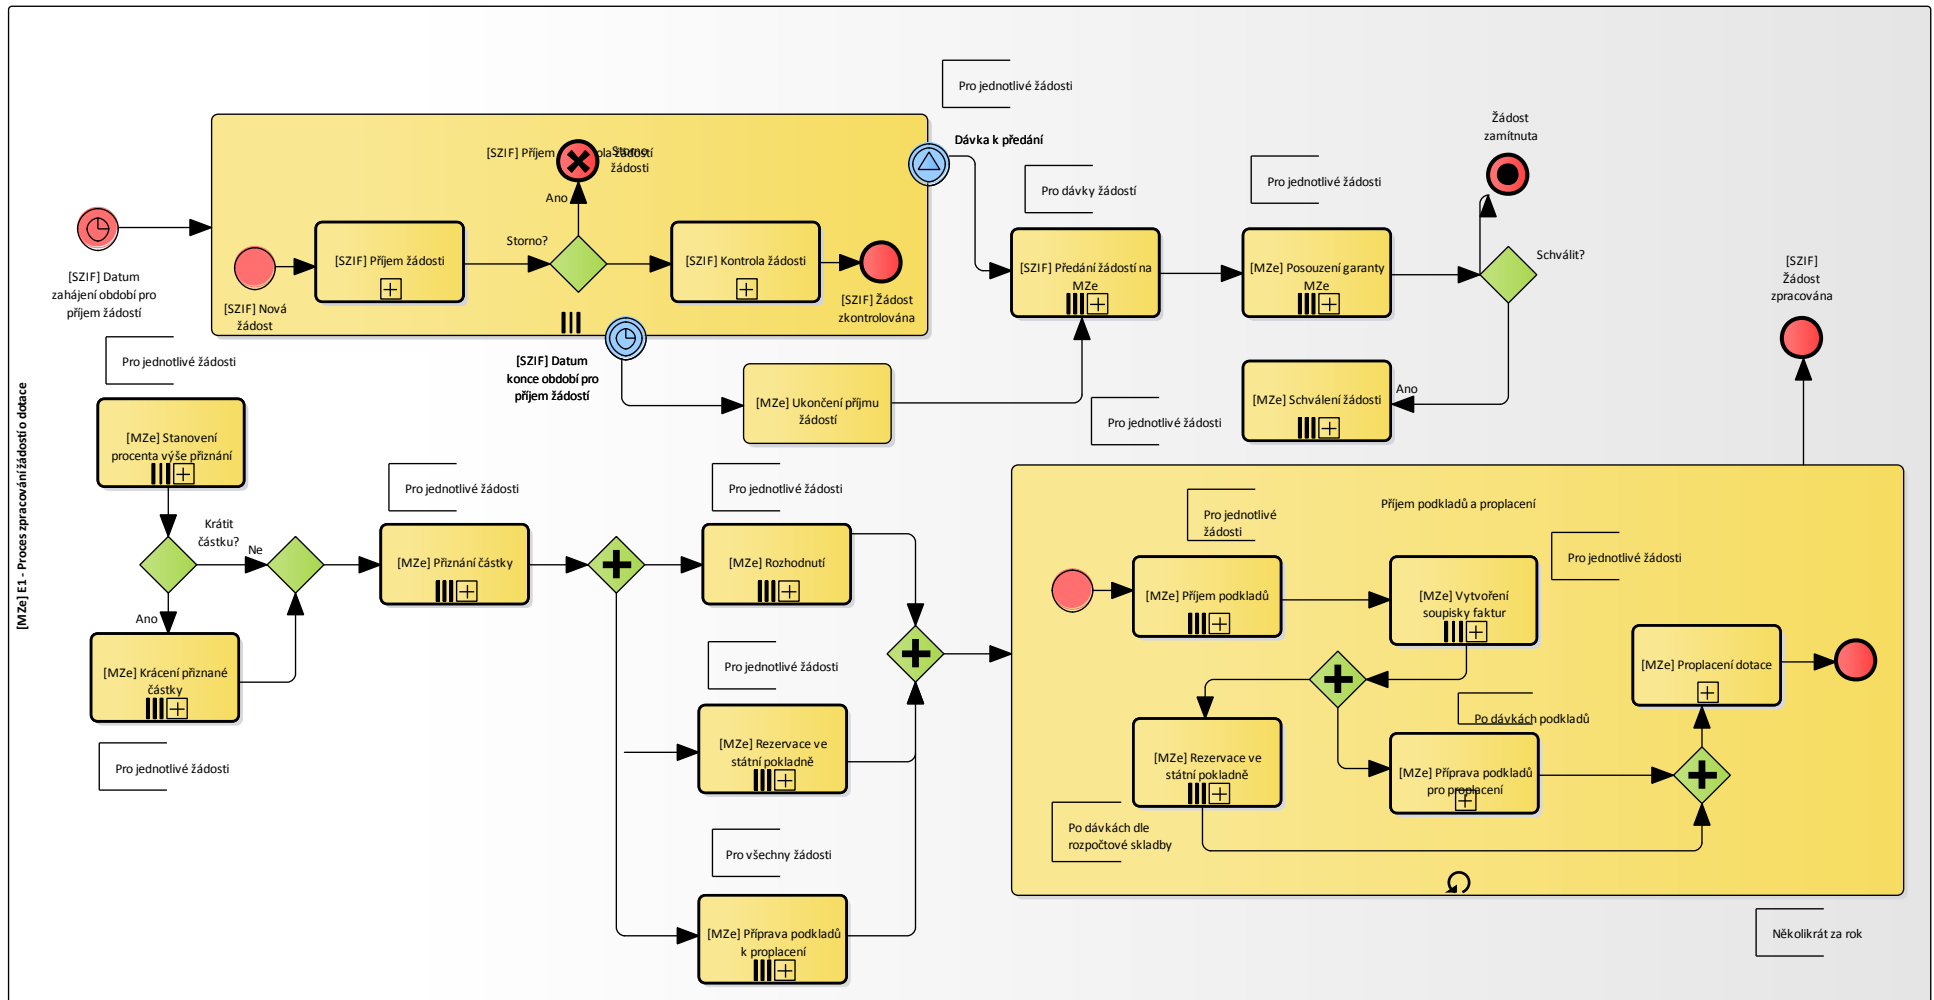 [MZe] E1 - Proces zpracování žádostí o dotace
Pro jednotlivé žádosti
Dávka k předání
Žádost
zamítnuta
[SZIF] Příjem
ola žádostí
Storno
žádosti
Ano
Pro dávky žádostí
Pro jednotlivé žádosti
Storno?
[SZIF] Příjem žádosti
[SZIF] Kontrola žádosti
[SZIF] Předání žádostí na
MZe
[MZe] Posouzení garanty
MZe
Schválit?
[SZIF] Datum
zahájení období pro
příjem žádostí
[SZIF] Nová
žádost
[SZIF] Žádost
zkontrolována
[SZIF]
Žádost
zpracována
[SZIF] Datum
konce období pro
příjem žádostí
[MZe] Ukončení příjmu
žádostí
Pro jednotlivé žádosti
[MZe] Schválení žádosti
Ano
Pro jednotlivé žádosti
[MZe] Stanovení
procenta výše přiznání
Krátit
částku?
Ne
Ano
[MZe] Krácení přiznané
částky
Pro jednotlivé žádosti
Pro jednotlivé žádosti
[MZe] Přiznání částky
Pro jednotlivé žádosti
[MZe] Rozhodnutí
Pro jednotlivé žádosti
[MZe] Rezervace ve
státní pokladně
Pro všechny žádosti
[MZe] Příprava podkladů
k proplacení
Příjem podkladů a proplacení
Pro jednotlivé
žádosti
Pro jednotlivé žádosti
[MZe] Příjem podkladů
[MZe] Vytvoření
soupisky faktur
[MZe] Proplacení dotace
Po dávkách podkladů
[MZe] Rezervace ve
státní pokladně
[MZe] Příprava podkladů
pro proplacení
Po dávkách dle
rozpočtové skladby
Několikrát za rok